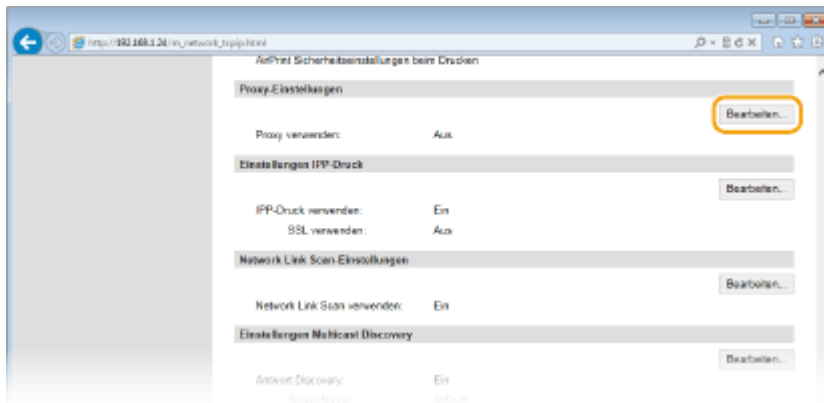 http://192.168.1.24/m_network_tcpip.html
AirPrint Sicherheitseinstellungen beim Drucken
Proxy-Einstellungen
Bearbeiten...
Proxy verwenden: Aus
Einstellungen IPP-Druck
Bearbeiten...
IPP-Druck verwenden: Ein
SSL verwenden: Aus
Network Link Scan-Einstellungen
Bearbeiten...
Network Link Scan verwenden: Ein
Einstellungen Multicast Discovery
Bearbeiten...
Antwort Discovery: Ein